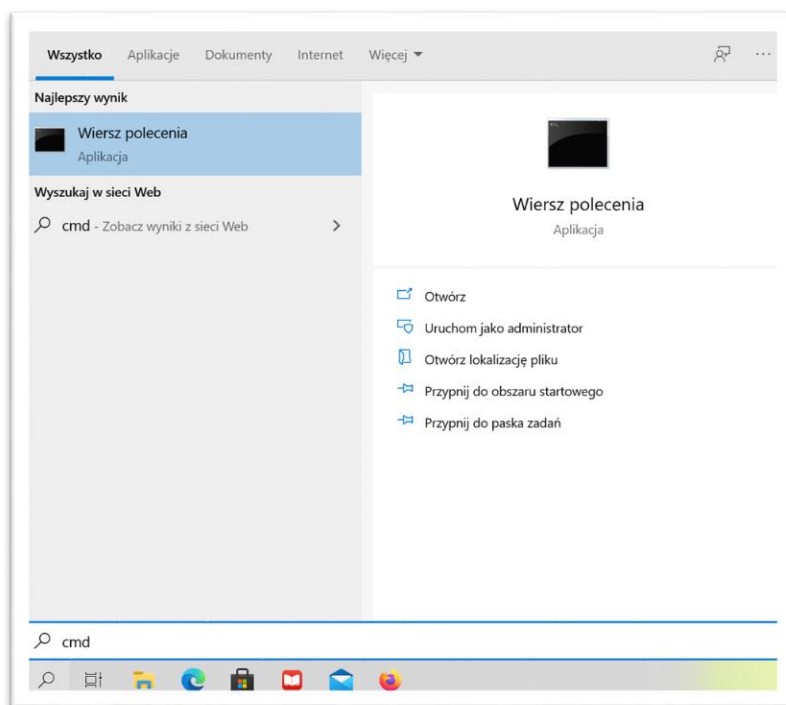 Wszystko Aplikacje Dokumenty Internet Więcej
Najlepszy wynik
Wiersz polecenia
Aplikacja
Wyszukaj w sieci Web
cmd - Zobacz wyniki z sieci Web
Wiersz polecenia
Aplikacja
Otwórz
Uruchom jako administrator
Otwórz lokalizację pliku
Przypnij do obszaru startowego
Przypnij do paska zadań
cmd